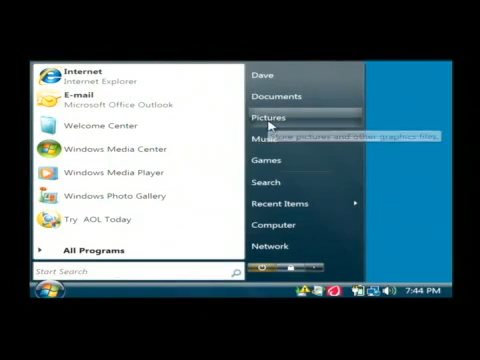 Internet
Internet Explorer
E-mail
Microsoft Office Outlook
Welcome Center
Windows Media Center
Windows Media Player
Windows Photo Gallery
Try AOL Today
All Programs
Start Search
Dave
Documents
Pictures
pictures and other graphics files.
Music
Games
Search
Recent Items
Computer
Network
7:44 PM